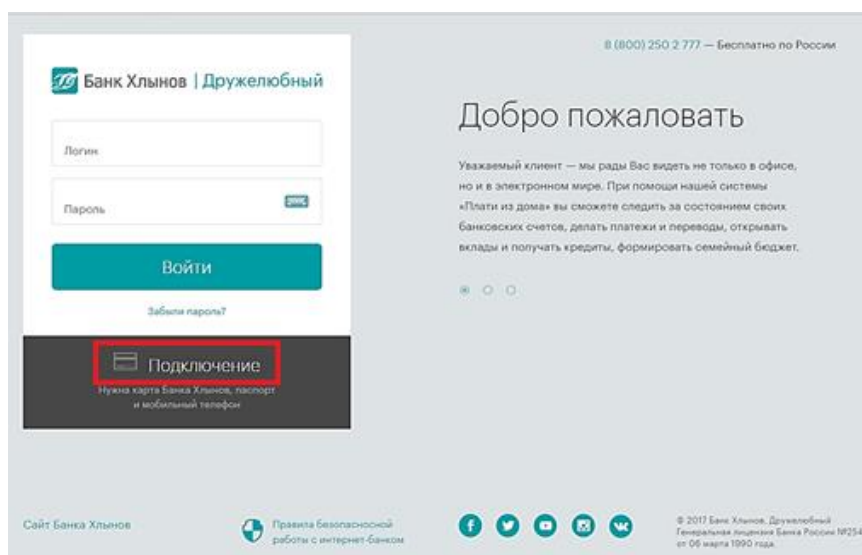 8 (800) 250 2 777 — Бесплатно по России
Банк Хлынов | Дружелюбный
Логин
Пароль
Войти
Забыли пароль?
Подключение
Нужна карта Банка Хлынов, паспорт
и мобильный телефон
Добро пожаловать
Уважаемый клиент — мы рады Вас видеть не только в офисе,
но и в электронном мире. При помощи нашей системы
«Плати из дома» вы сможете следить за состоянием своих
банковских счетов, делать платежи и переводы, открывать
вклады и получать кредиты, формировать семейный бюджет.
Сайт Банка Хлынов
Правила безопасносной
работы с интернет-банком
© 2017 Банк Хлынов, Дружелюбный
Генеральная лицензия Банка России №254
от 06 марта 1990 года